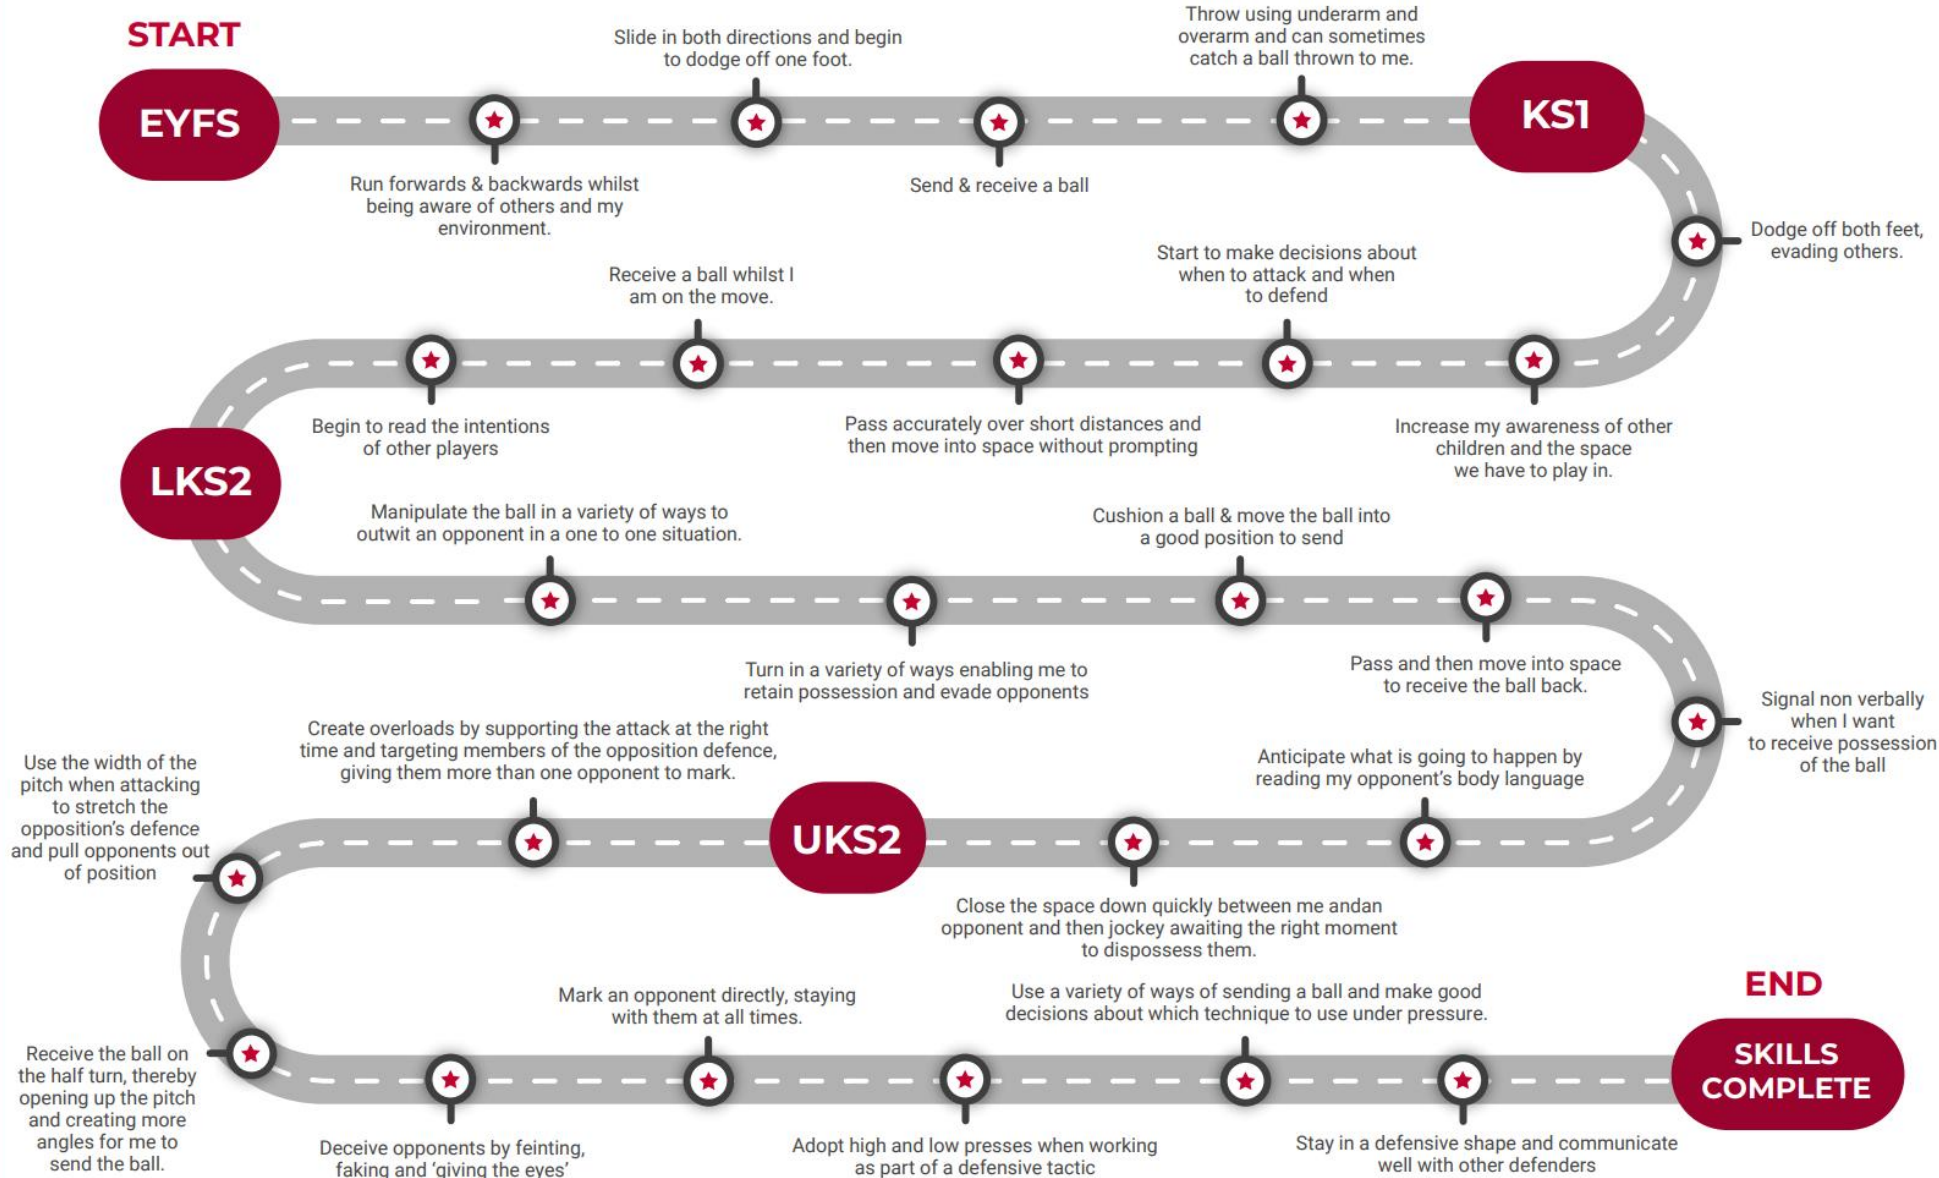 START
EYFS
Run forwards & backwards whilst
being aware of others and my
environment.
Slide in both directions and begin
to dodge off one foot.
Send & receive a ball
Throw using underarm and
overarm and can sometimes
catch a ball thrown to me.
KS1
Dodge off both feet,
evading others.
Increase my awareness of other
children and the space
we have to play in.
Start to make decisions about
when to attack and when
to defend
Pass accurately over short distances and
then move into space without prompting
Receive a ball whilst I
am on the move.
Begin to read the intentions
of other players
LKS2
Manipulate the ball in a variety of ways to
outwit an opponent in a one to one situation.
Turn in a variety of ways enabling me to
retain possession and evade opponents
Cushion a ball & move the ball into
a good position to send
Pass and then move into space
to receive the ball back.
Signal non verbally
when I want
to receive possession
of the ball
Anticipate what is going to happen by
reading my opponent's body language
Close the space down quickly between me andan
opponent and then jockey awaiting the right moment
to dispossess them.
UKS2
Create overloads by supporting the attack at the right
time and targeting members of the opposition defence,
giving them more than one opponent to mark.
Use the width of the
pitch when attacking
to stretch the
opposition's defence
and pull opponents out
of position
Receive the ball on
the half turn, thereby
opening up the pitch
and creating more
angles for me to
send the ball.
Deceive opponents by feinting,
faking and 'giving the eyes'
Mark an opponent directly, staying
with them at all times.
Adopt high and low presses when working
as part of a defensive tactic
Use a variety of ways of sending a ball and make good
decisions about which technique to use under pressure.
Stay in a defensive shape and communicate
well with other defenders
END
SKILLS
COMPLETE